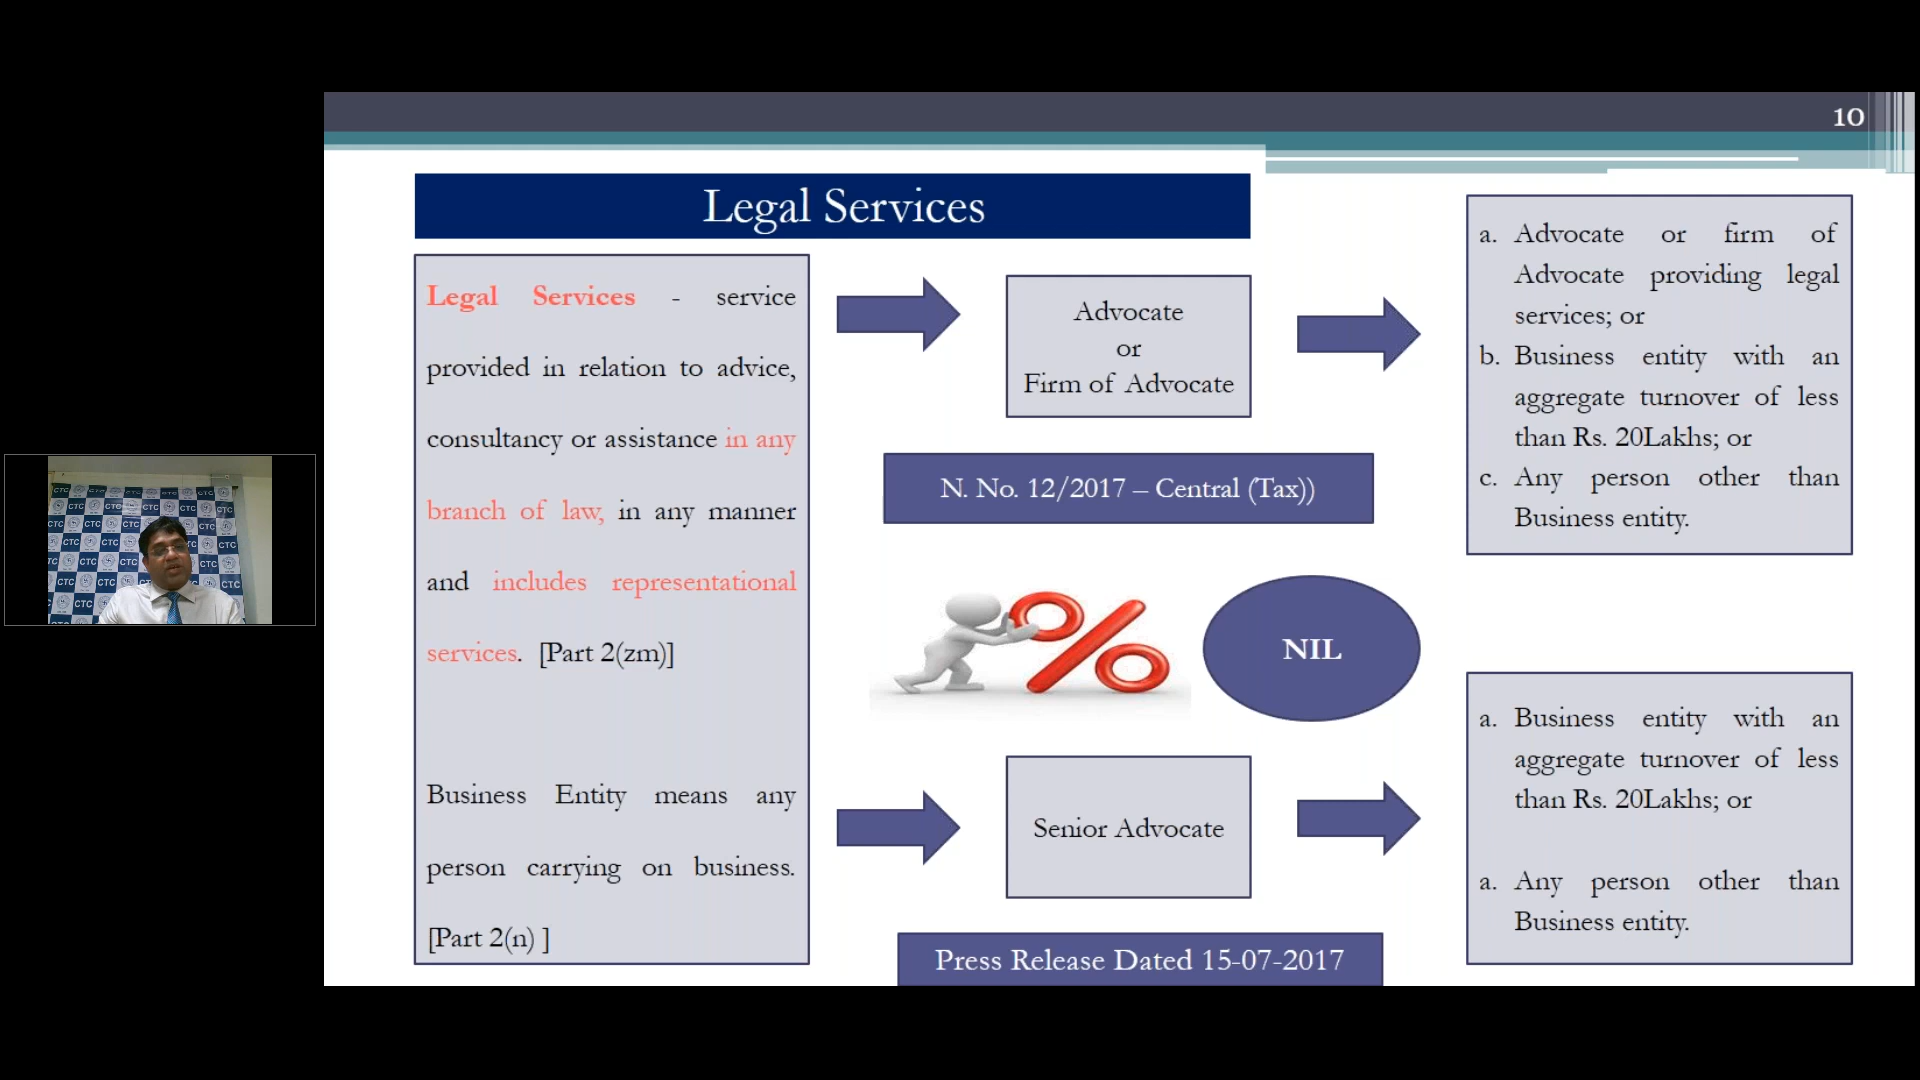 10
Legal Services
Legal Services - service
provided in relation to advice,
consultancy or assistance in any
branch of law, in any manner
and includes representational
services. [Part 2(zm)]
Business Entity means any
person carrying on business.
[Part 2(n) ]
Advocate
or
Firm of Advocate
N. No. 12/2017 – Central (Tax))
NIL
Senior Advocate
Press Release Dated 15-07-2017
a. Advocate or firm of
Advocate providing legal
services; or
b. Business entity with an
aggregate turnover of less
than Rs. 20Lakhs; or
c. Any person other than
Business entity.
a. Business entity with an
aggregate turnover of less
than Rs. 20Lakhs; or
a. Any person other than
Business entity.
CTC